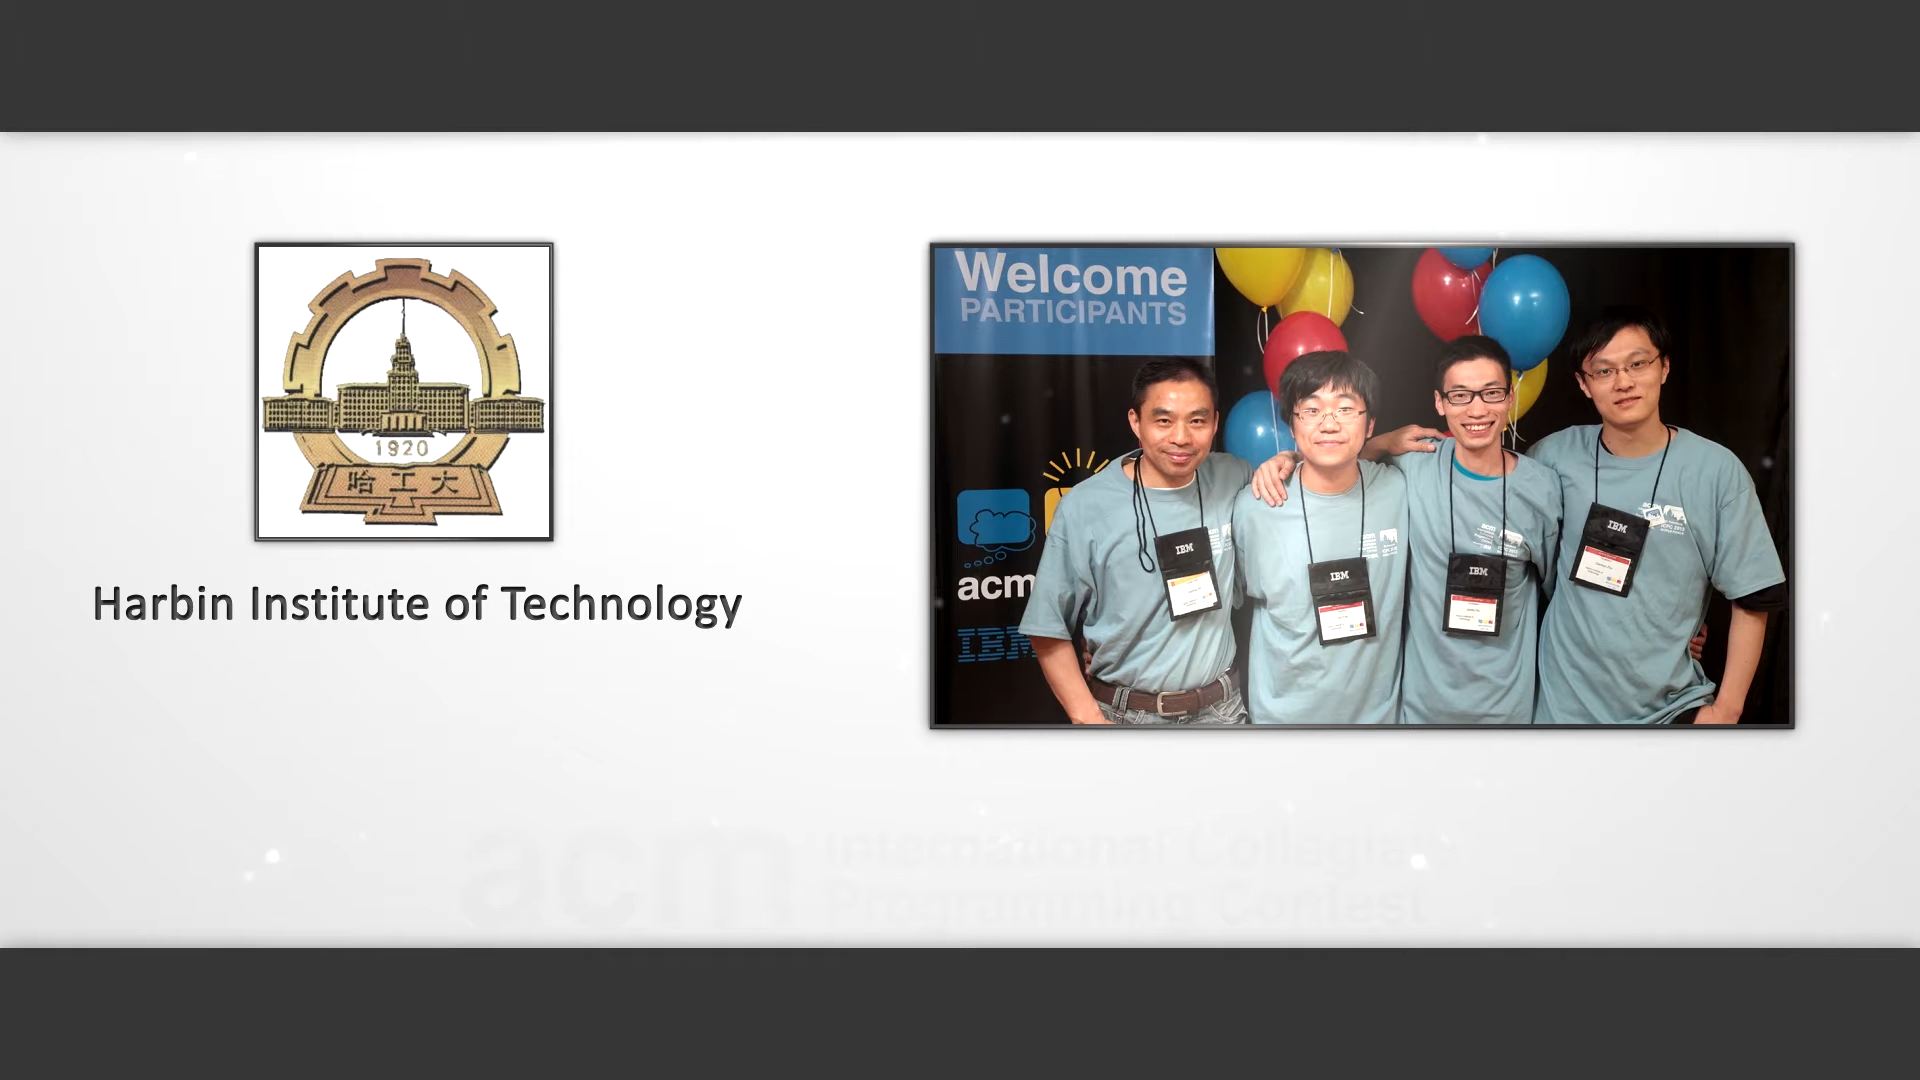 1920
哈工大
Harbin Institute of Technology
Welcome
PARTICIPANTS
acm
IBM
IBM
IBM
IBM
IBM
acm
acm
International Collegiate
Programming Contest